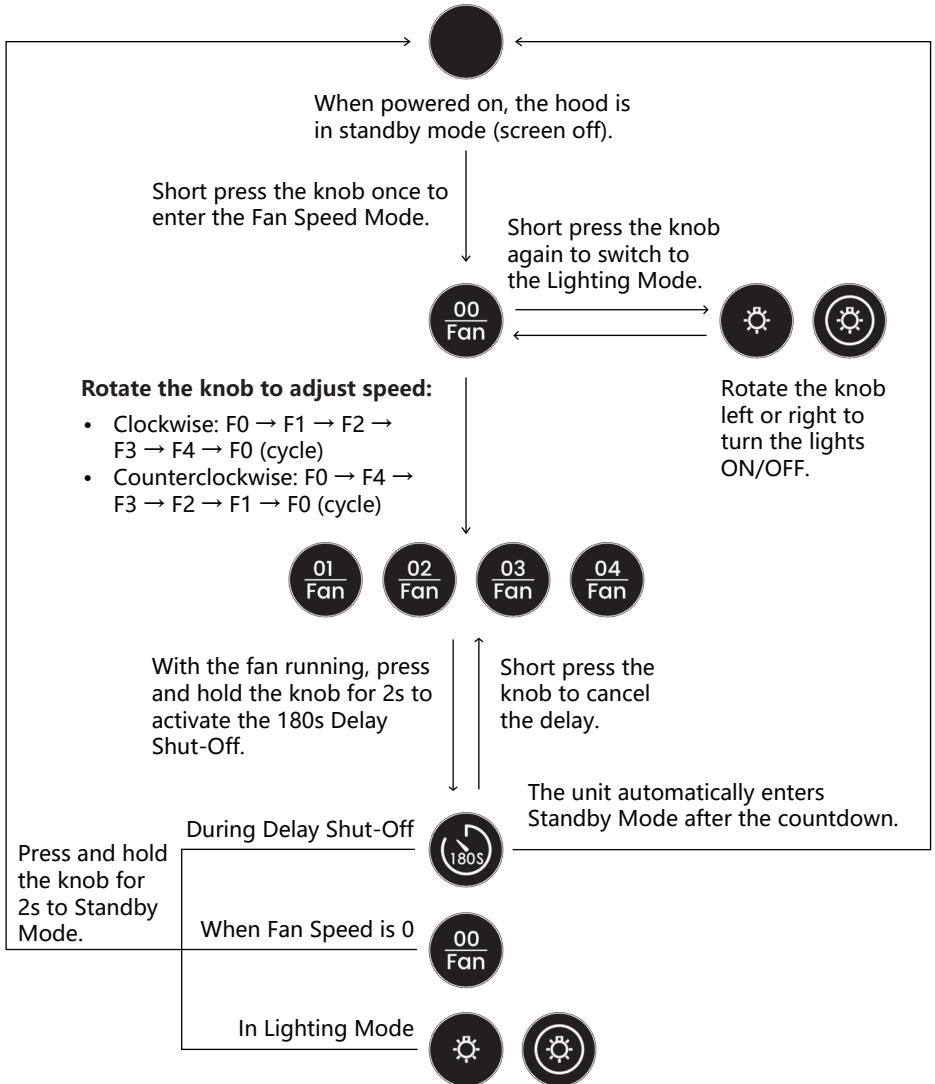 When powered on, the hood is
in standby mode (screen off).
Short press the knob once to
enter the Fan Speed Mode.
Short press the knob
again to switch to
the Lighting Mode.
00
Fan
Rotate the knob
left or right to
turn the lights
ON/OFF.
Rotate the knob to adjust speed:
• Clockwise: F0 → F1 → F2 →
F3 → F4 → F0 (cycle)
• Counterclockwise: F0 → F4 →
F3 → F2 → F1 → F0 (cycle)
01
Fan
02
Fan
03
Fan
04
Fan
With the fan running, press
and hold the knob for 2s to
activate the 180s Delay
Shut-Off.
Short press the
knob to cancel
the delay.
The unit automatically enters
Standby Mode after the countdown.
During Delay Shut-Off
180S
Press and hold
the knob for
2s to Standby
Mode.
When Fan Speed is 0
00
Fan
In Lighting Mode